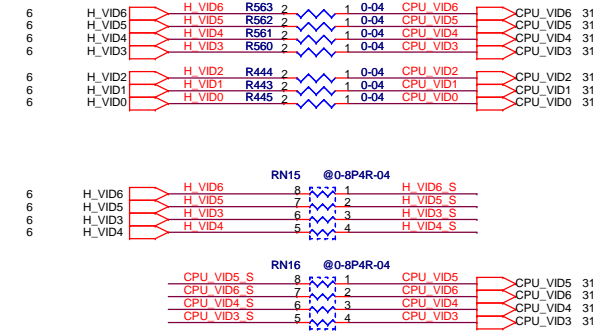 6 H_VID6 H_VID6 R563 2 1 0-04 CPU_VID6 CPU_VID6 31
6 H_VID5 H_VID5 R562 2 1 0-04 CPU_VID5 CPU_VID5 31
6 H_VID4 H_VID4 R561 2 1 0-04 CPU_VID4 CPU_VID4 31
6 H_VID3 H_VID3 R560 2 1 0-04 CPU_VID3 CPU_VID3 31
6 H_VID2 H_VID2 R444 2 1 0-04 CPU_VID2 CPU_VID2 31
6 H_VID1 H_VID1 R443 2 1 0-04 CPU_VID1 CPU_VID1 31
6 H_VID0 H_VID0 R445 2 1 0-04 CPU_VID0 CPU_VID0 31
RN15 @0-8P4R-04
6 H_VID6 H_VID6 8 1 H_VID6_S
6 H_VID5 H_VID5 7 2 H_VID5_S
6 H_VID3 H_VID3 6 3 H_VID3_S
6 H_VID4 H_VID4 5 4 H_VID4_S
RN16 @0-8P4R-04
CPU_VID5_S 8 1 CPU_VID5 CPU_VID5 31
CPU_VID6_S 7 2 CPU_VID6 CPU_VID6 31
CPU_VID4_S 6 3 CPU_VID4 CPU_VID4 31
CPU_VID3_S 5 4 CPU_VID3 CPU_VID3 31